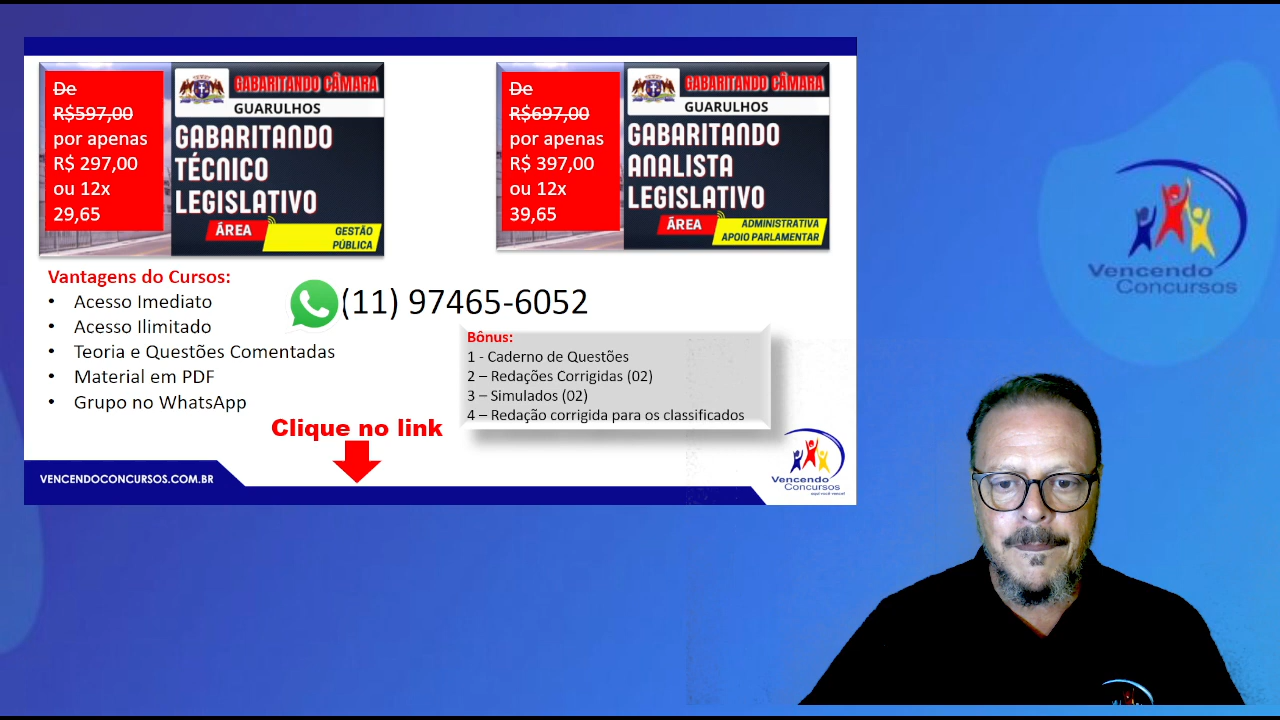 De
R$597,00
por apenas
R$ 297,00
ou 12x
29,65
GABARITANDO CÂMARA
GUARULHOS
GABARITANDO
TÉCNICO
LEGISLATIVO
ÁREA
GESTÃO
PÚBLICA
De
R$697,00
por apenas
R$ 397,00
ou 12x
39,65
GABARITANDO CÂMARA
GUARULHOS
GABARITANDO
ANALISTA
LEGISLATIVO
ÁREA
ADMINISTRATIVA
APOIO PARLAMENTAR
Vantagens do Cursos:
• Acesso Imediato
• Acesso Ilimitado
• Teoria e Questões Comentadas
• Material em PDF
• Grupo no WhatsApp
(11) 97465-6052
Bônus:
1 - Caderno de Questões
2 – Redações Corrigidas (02)
3 – Simulados (02)
4 – Redação corrigida para os classificados
Clique no link
VENCENDOCONCURSOS.COM.BR
Vencendo
Concursos
aqui você vence!
Vencendo
Concursos